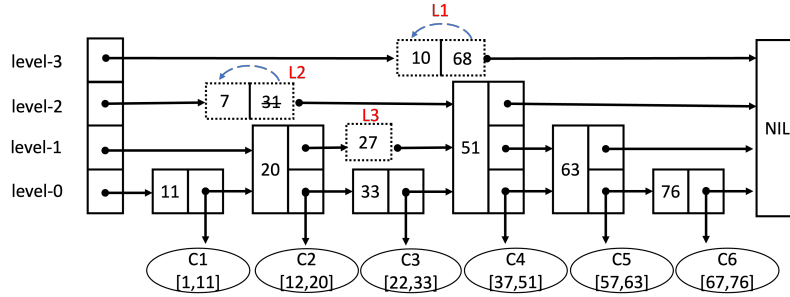 L1
level-3
10 68
L2
level-2
7 31
L3
level-1
27
NIL
20
51
63
level-0
11
33
76
C1
[1,11]
C2
[12,20]
C3
[22,33]
C4
[37,51]
C5
[57,63]
C6
[67,76]